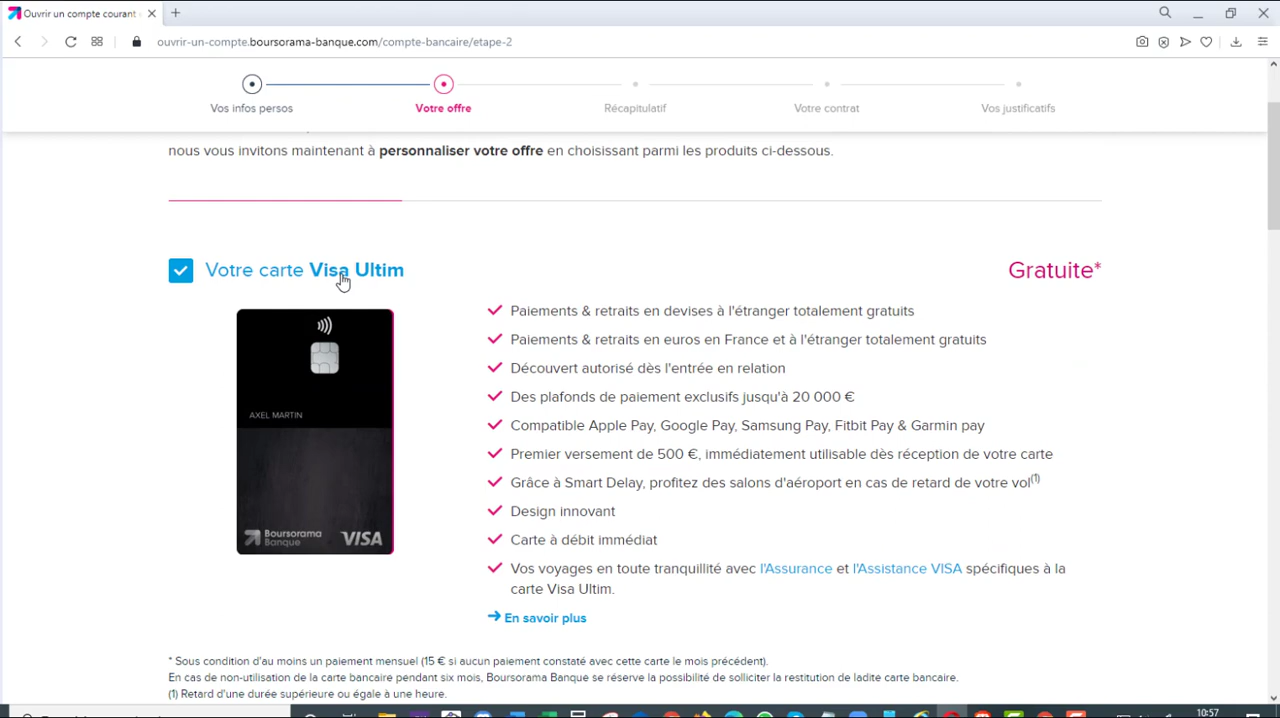 Ouvrir un compte courant
ouvrir-un-compte.boursorama-banque.com/compte-bancaire/etape-2
Vos infos persos
Votre offre
Récapitulatif
Votre contrat
Vos justificatifs
nous vous invitons maintenant à personnaliser votre offre en choisissant parmi les produits ci-dessous.
Votre carte Visa Ultim
Gratuite*
AXEL MARTIN
Boursorama
Banque
VISA
Paiements & retraits en devises à l'étranger totalement gratuits
Paiements & retraits en euros en France et à l'étranger totalement gratuits
Découvert autorisé dès l'entrée en relation
Des plafonds de paiement exclusifs jusqu'à 20 000 €
Compatible Apple Pay, Google Pay, Samsung Pay, Fitbit Pay & Garmin pay
Premier versement de 500 €, immédiatement utilisable dès réception de votre carte
Grâce à Smart Delay, profitez des salons d'aéroport en cas de retard de votre vol(1)
Design innovant
Carte à débit immédiat
Vos voyages en toute tranquillité avec l'Assurance et l'Assistance VISA spécifiques à la
carte Visa Ultim.
En savoir plus
* Sous condition d'au moins un paiement mensuel (15 € si aucun paiement constaté avec cette carte le mois précédent).
En cas de non-utilisation de la carte bancaire pendant six mois, Boursorama Banque se réserve la possibilité de solliciter la restitution de ladite carte bancaire.
(1) Retard d'une durée supérieure ou égale à une heure.
10:57